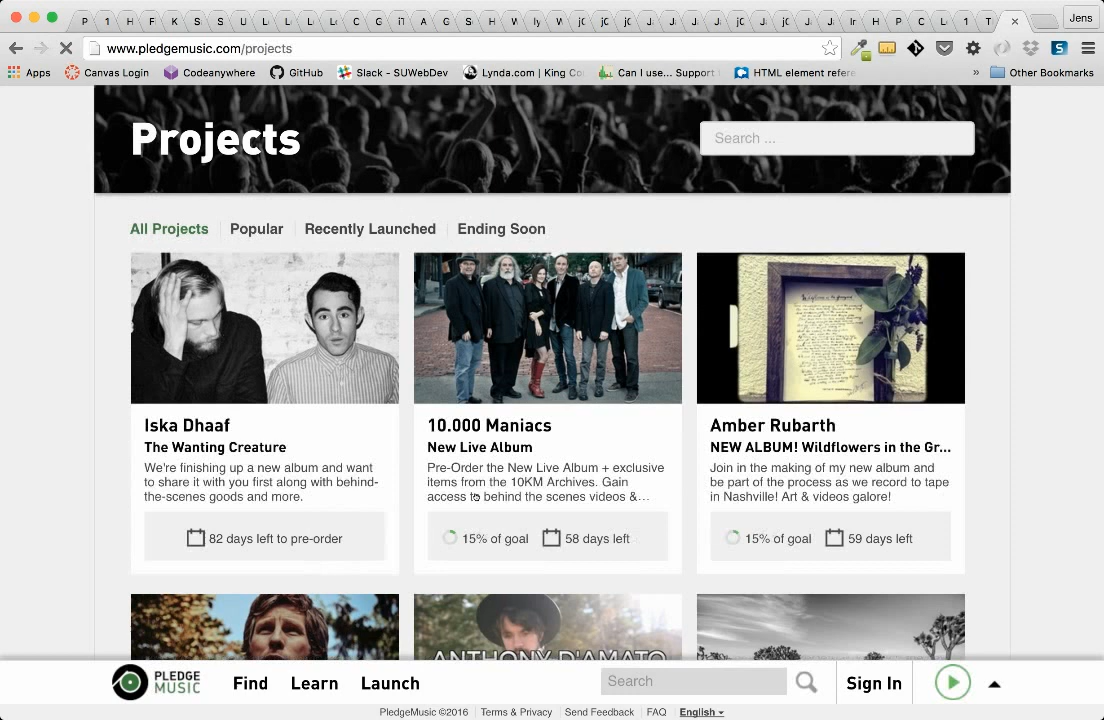 Jens
www.pledgemusic.com/projects
Apps Canvas Login Codeanywhere GitHub Slack - SUWebDev Lynda.com | King Co Can I use... Support HTML element refere » Other Bookmarks
Projects
Search ...
All Projects Popular Recently Launched Ending Soon
Iska Dhaaf
The Wanting Creature
We're finishing up a new album and want
to share it with you first along with behind-
the-scenes goods and more.
82 days left to pre-order
10.000 Maniacs
New Live Album
Pre-Order the New Live Album + exclusive
items from the 10KM Archives. Gain
access to behind the scenes videos &...
15% of goal 58 days left
Amber Rubarth
NEW ALBUM! Wildflowers in the Gr...
Join in the making of my new album and
be part of the process as we record to tape
in Nashville! Art & videos galore!
15% of goal 59 days left
ANTHONY D'AMATO
PLEDGE
MUSIC
Find Learn Launch
Search
Sign In
PledgeMusic ©2016 Terms & Privacy Send Feedback FAQ English